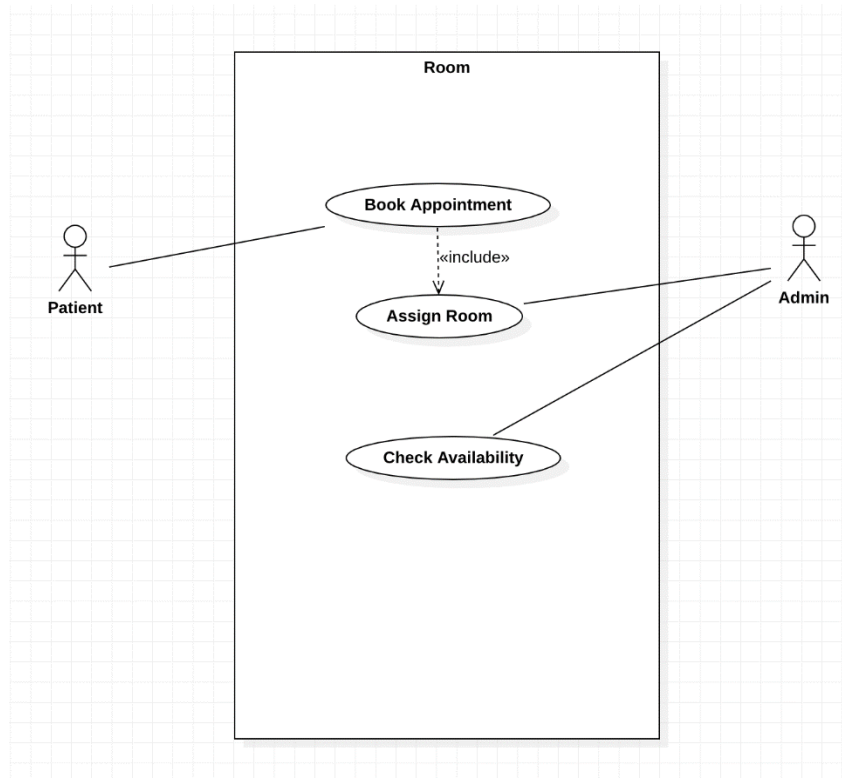 Room
Book Appointment
«include»
Patient
Assign Room
Admin
Check Availability